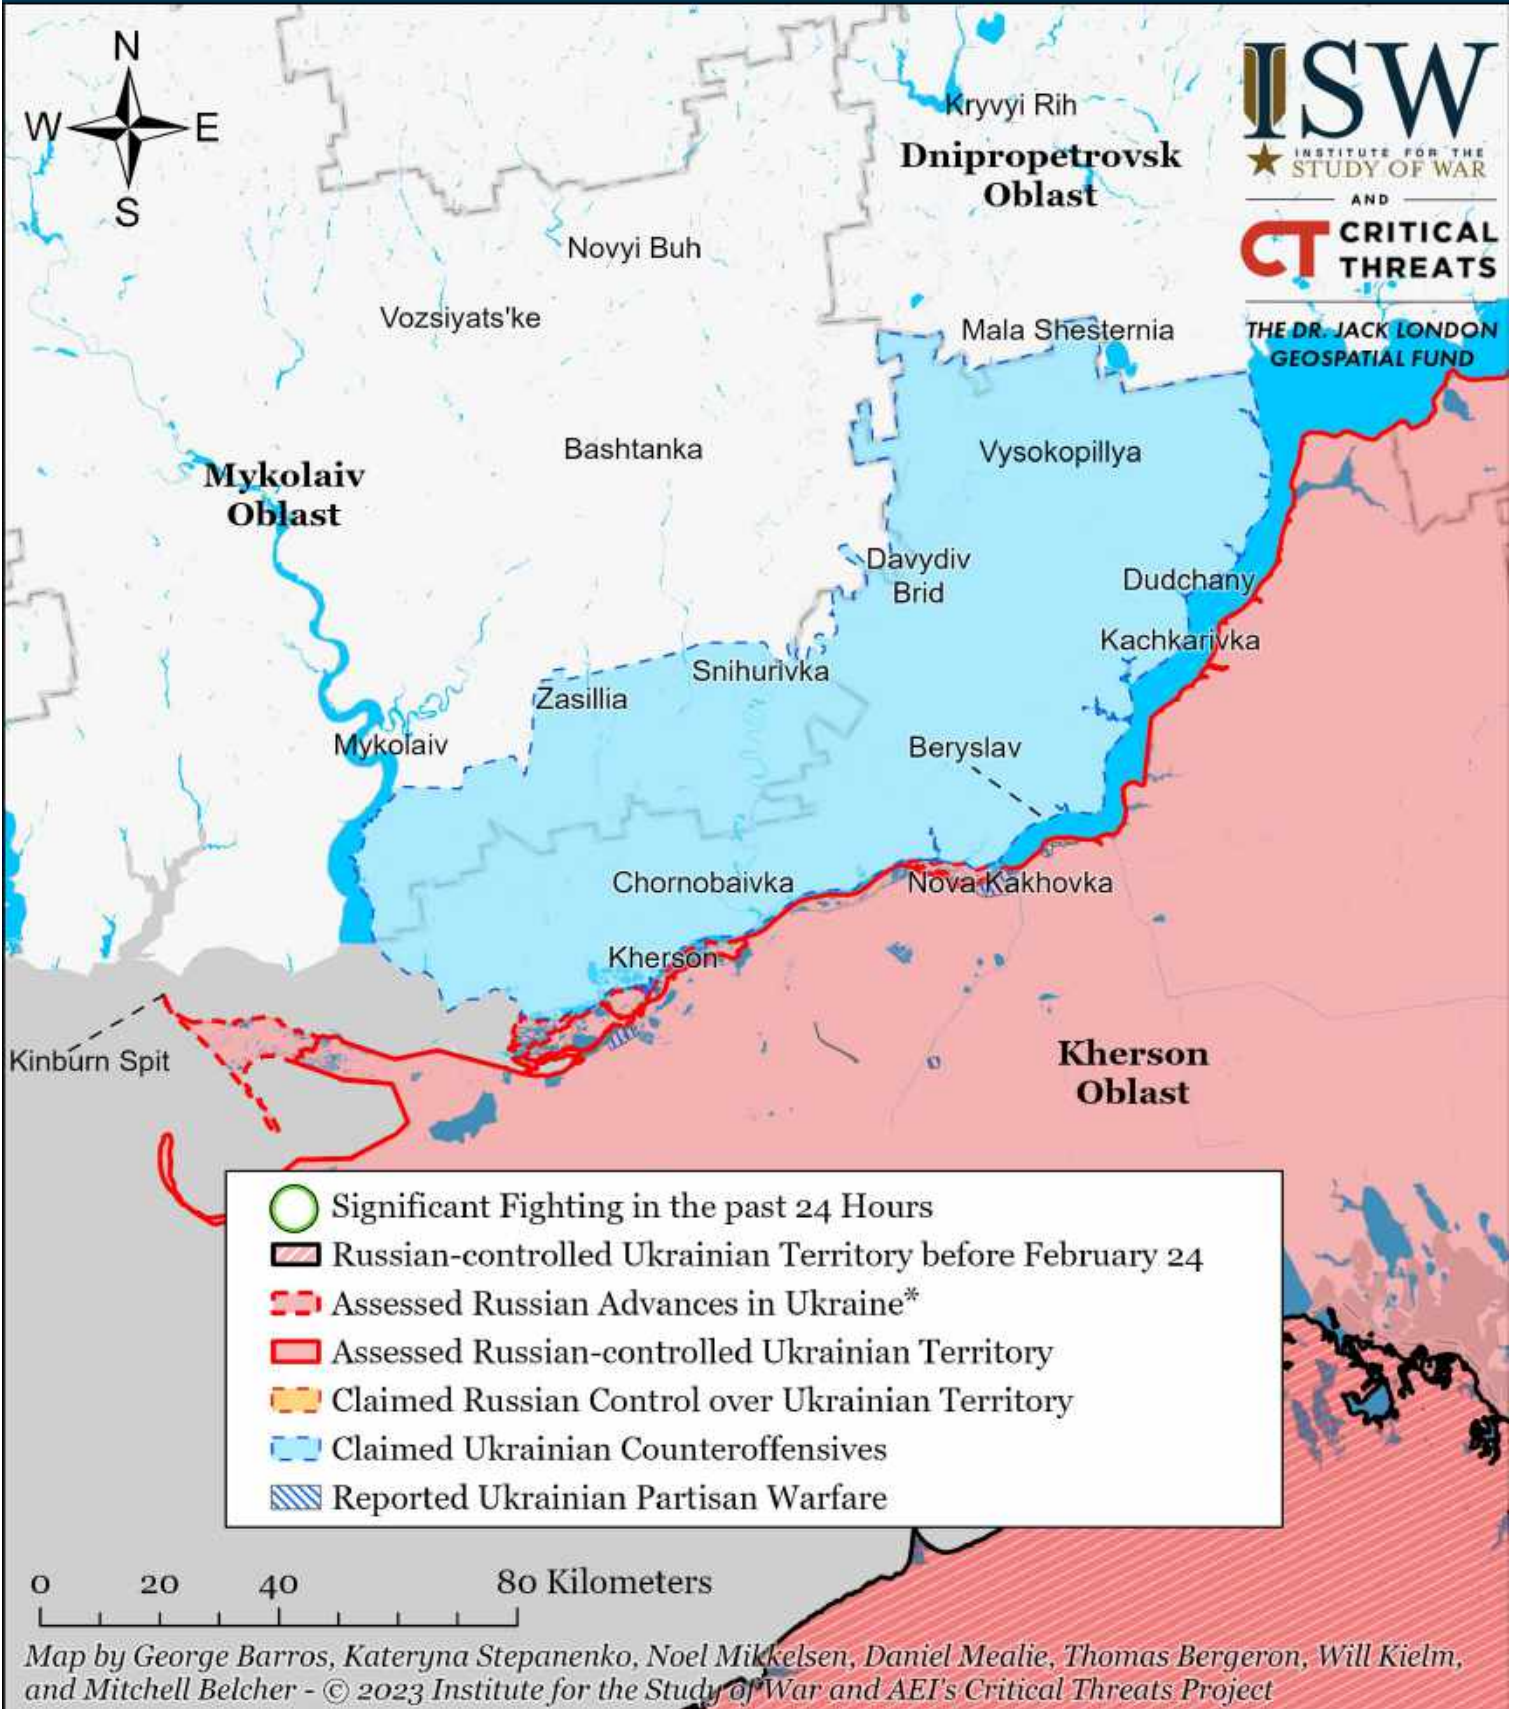 N
W
E
S
ISW
INSTITUTE FOR THE
STUDY OF WAR
AND
CT CRITICAL
THREATS
THE DR. JACK LONDON
GEOSPATIAL FUND
Kryvyi Rih
Dnipropetrovsk
Oblast
Novyi Buh
Vozsiyats'ke
Mala Shesternia
Bashtanka
Vysokopillya
Mykolaiv
Oblast
Davydiv
Brid
Dudchany
Kachkarivka
Snihurivka
Zasillia
Mykolaiv
Beryslav
Chornobaivka
Nova Kakhovka
Kherson
Kinburn Spit
Kherson
Oblast
Significant Fighting in the past 24 Hours
Russian-controlled Ukrainian Territory before February 24
Assessed Russian Advances in Ukraine*
Assessed Russian-controlled Ukrainian Territory
Claimed Russian Control over Ukrainian Territory
Claimed Ukrainian Counteroffensives
Reported Ukrainian Partisan Warfare
0 20 40 80 Kilometers
Map by George Barros, Kateryna Stepanenko, Noel Mikkelsen, Daniel Mealie, Thomas Bergeron, Will Kielm,
and Mitchell Belcher - © 2023 Institute for the Study of War and AEI's Critical Threats Project